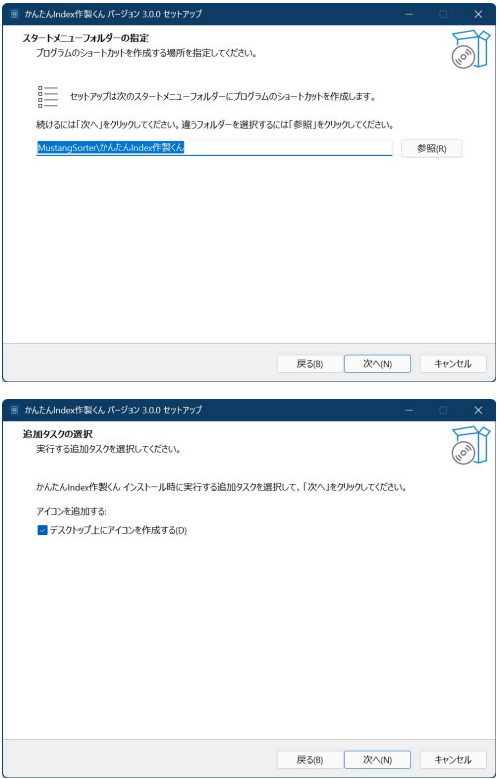 かんたんIndex作製くん バージョン 3.0.0 セットアップ
スタートメニューフォルダーの指定
プログラムのショートカットを作成する場所を指定してください。
セットアップは次のスタートメニューフォルダーにプログラムのショートカットを作成します。
続けるには「次へ」をクリックしてください。違うフォルダーを選択するには「参照」をクリックしてください。
MustangSorter\かんたんIndex作製くん
参照(R)
戻る(B)
次へ(N)
キャンセル
かんたんIndex作製くん バージョン 3.0.0 セットアップ
追加タスクの選択
実行する追加タスクを選択してください。
かんたんIndex作製くん インストール時に実行する追加タスクを選択して、「次へ」をクリックしてください。
アイコンを追加する:
デスクトップ上にアイコンを作成する(D)
戻る(B)
次へ(N)
キャンセル